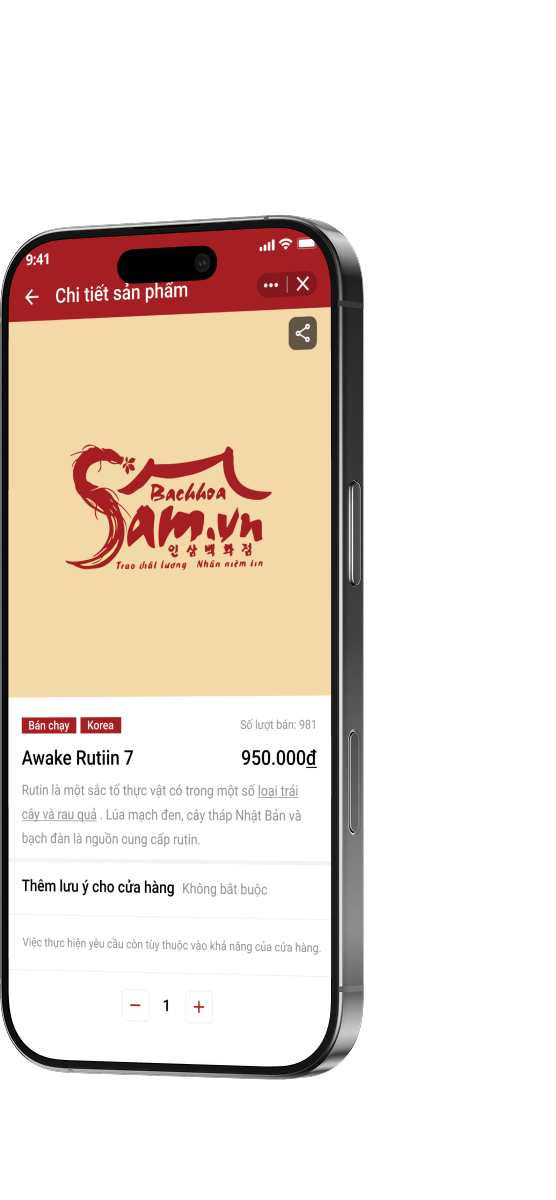 9:41
Chi tiết sản phẩm
Bachhoa
Sam.vn
인삼백화점
Trao chất lượng Nhận niềm tin
Bán chạy Korea Số lượt bán: 981
Awake Rutiin 7 950.000đ
Rutin là một sắc tố thực vật có trong một số loại trái
cây và rau quả . Lúa mạch đen, cây tháp Nhật Bản và
bạch đàn là nguồn cung cấp rutin.
Thêm lưu ý cho cửa hàng Không bắt buộc
Việc thực hiện yêu cầu còn tùy thuộc vào khả năng của cửa hàng.
− 1 +